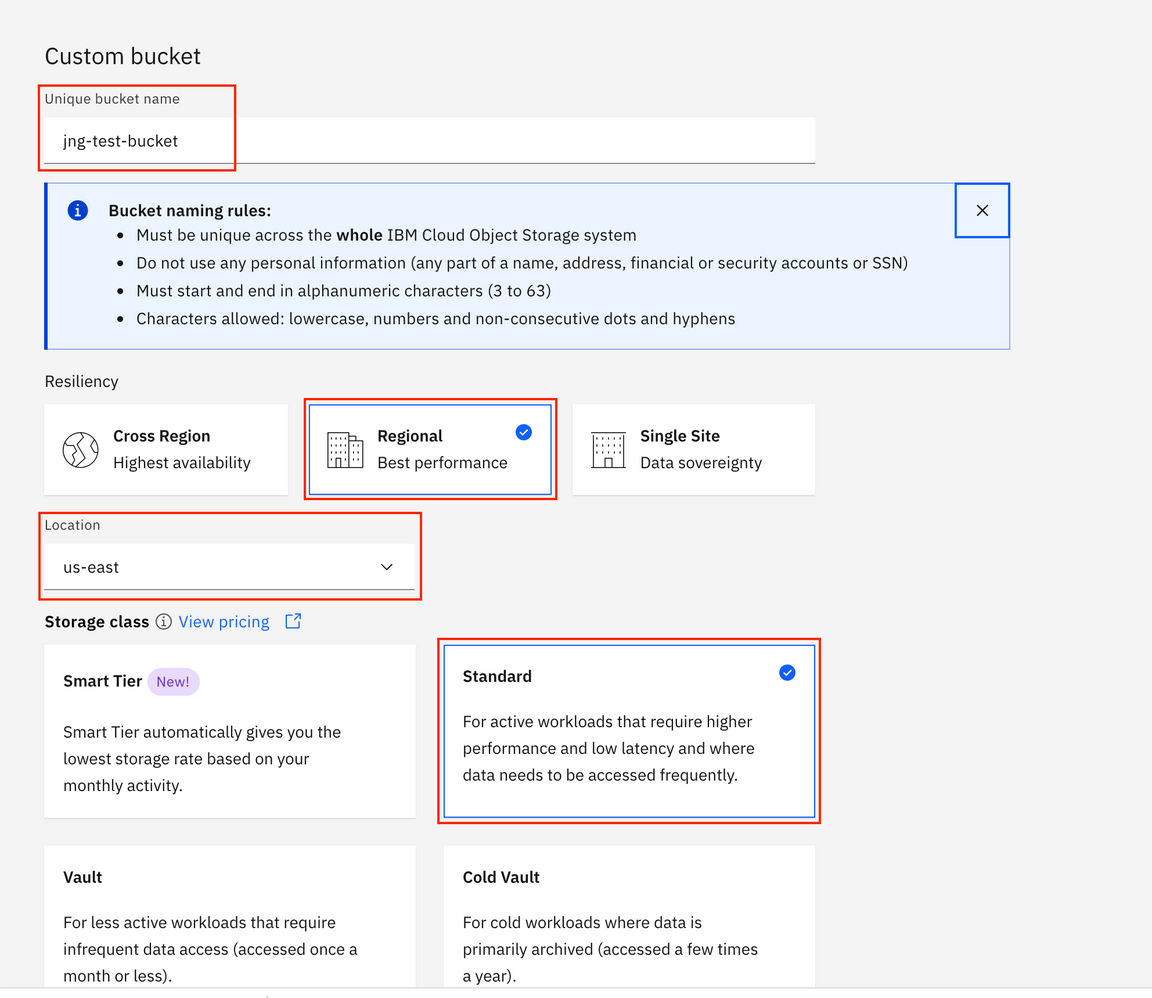 Custom bucket
Unique bucket name
jng-test-bucket
Bucket naming rules:
Must be unique across the whole IBM Cloud Object Storage system
Do not use any personal information (any part of a name, address, financial or security accounts or SSN)
Must start and end in alphanumeric characters (3 to 63)
Characters allowed: lowercase, numbers and non-consecutive dots and hyphens
Resiliency
Cross Region
Highest availability
Regional
Best performance
Single Site
Data sovereignty
Location
us-east
Storage class View pricing
Smart Tier New!
Smart Tier automatically gives you the
lowest storage rate based on your
monthly activity.
Standard
For active workloads that require higher
performance and low latency and where
data needs to be accessed frequently.
Vault
For less active workloads that require
infrequent data access (accessed once a
month or less).
Cold Vault
For cold workloads where data is
primarily archived (accessed a few times
a year).